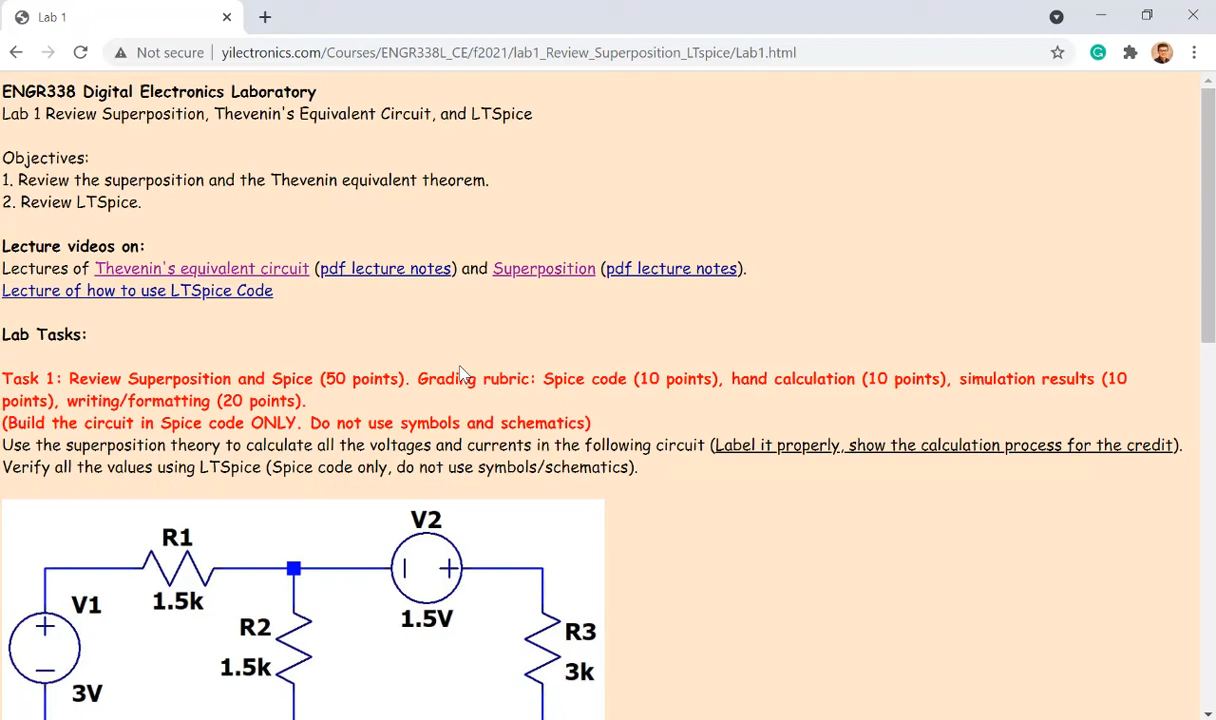 Lab 1
Not secure
yilectronics.com/Courses/ENGR338L_CE/f2021/lab1_Review_Superposition_LTspice/Lab1.html
ENGR338 Digital Electronics Laboratory
Lab 1 Review Superposition, Thevenin's Equivalent Circuit, and LTSpice
Objectives:
1. Review the superposition and the Thevenin equivalent theorem.
2. Review LTSpice.
Lecture videos on:
Lectures of Thevenin's equivalent circuit (pdf lecture notes) and Superposition (pdf lecture notes).
Lecture of how to use LTSpice Code
Lab Tasks:
Task 1: Review Superposition and Spice (50 points). Grading rubric: Spice code (10 points), hand calculation (10 points), simulation results (10
points), writing/formatting (20 points).
(Build the circuit in Spice code ONLY. Do not use symbols and schematics)
Use the superposition theory to calculate all the voltages and currents in the following circuit (Label it properly, show the calculation process for the credit).
Verify all the values using LTSpice (Spice code only, do not use symbols/schematics).
V2
R1
1.5k
V1
1.5V
R2
R3
1.5k
3k
3V